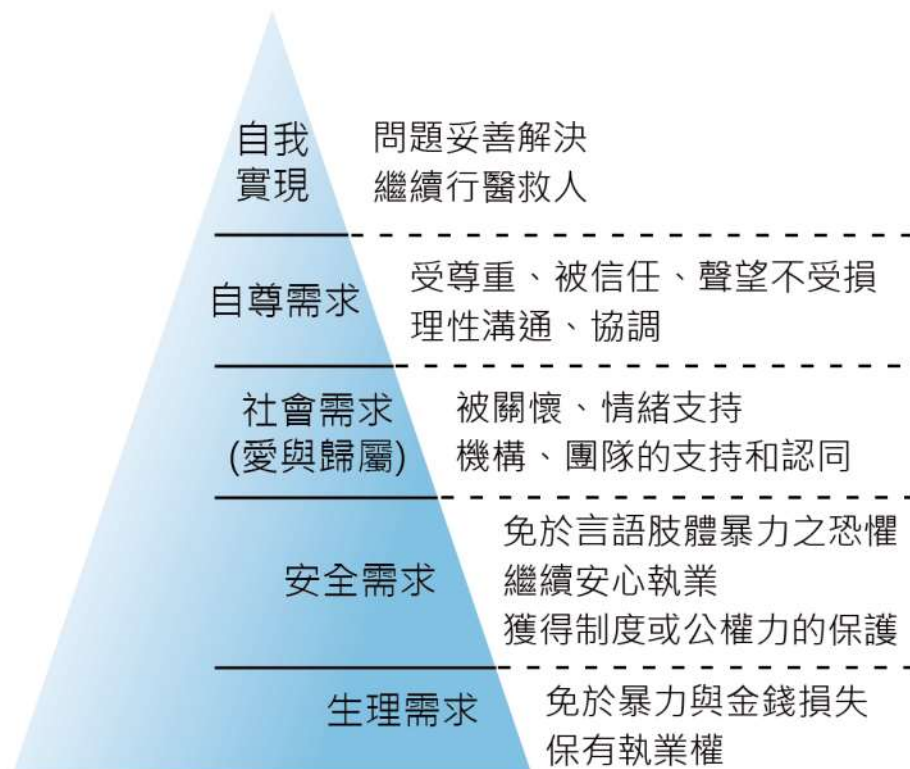 自我
實現
問題妥善解決
繼續行醫救人
自尊需求
受尊重、被信任、聲望不受損
理性溝通、協調
社會需求
(愛與歸屬)
被關懷、情緒支持
機構、團隊的支持和認同
安全需求
免於言語肢體暴力之恐懼
繼續安心執業
獲得制度或公權力的保護
生理需求
免於暴力與金錢損失
保有執業權